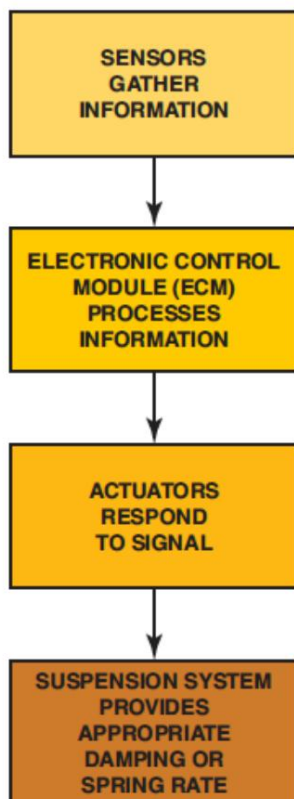 SENSORS
GATHER
INFORMATION
ELECTRONIC CONTROL
MODULE (ECM)
PROCESSES
INFORMATION
ACTUATORS
RESPOND
TO SIGNAL
SUSPENSION SYSTEM
PROVIDES
APPROPRIATE
DAMPING OR
SPRING RATE